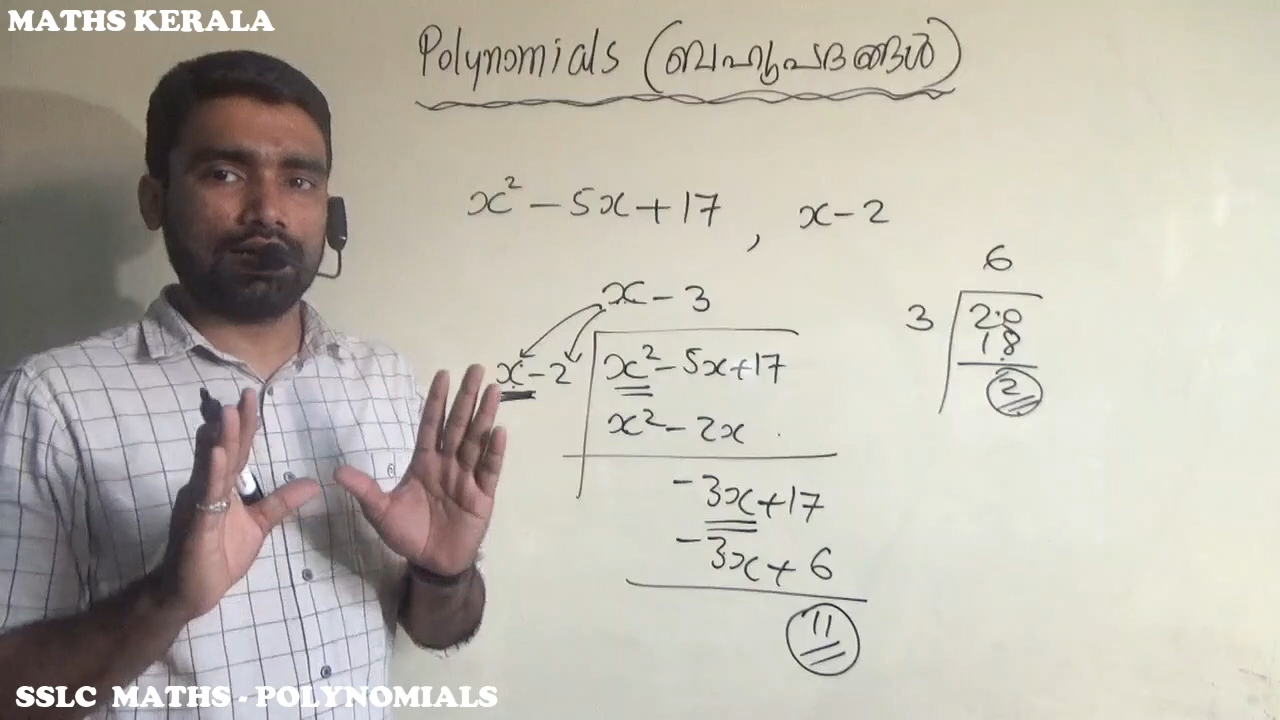 MATHS KERALA
Polynomials (ബഹുപദങ്ങൾ)
x² - 5x + 17 , x - 2
x - 3
x - 2
x² - 5x + 17
x² - 2x
-3x + 17
-3x + 6
11
6
3
20
18
2
SSLC MATHS - POLYNOMIALS